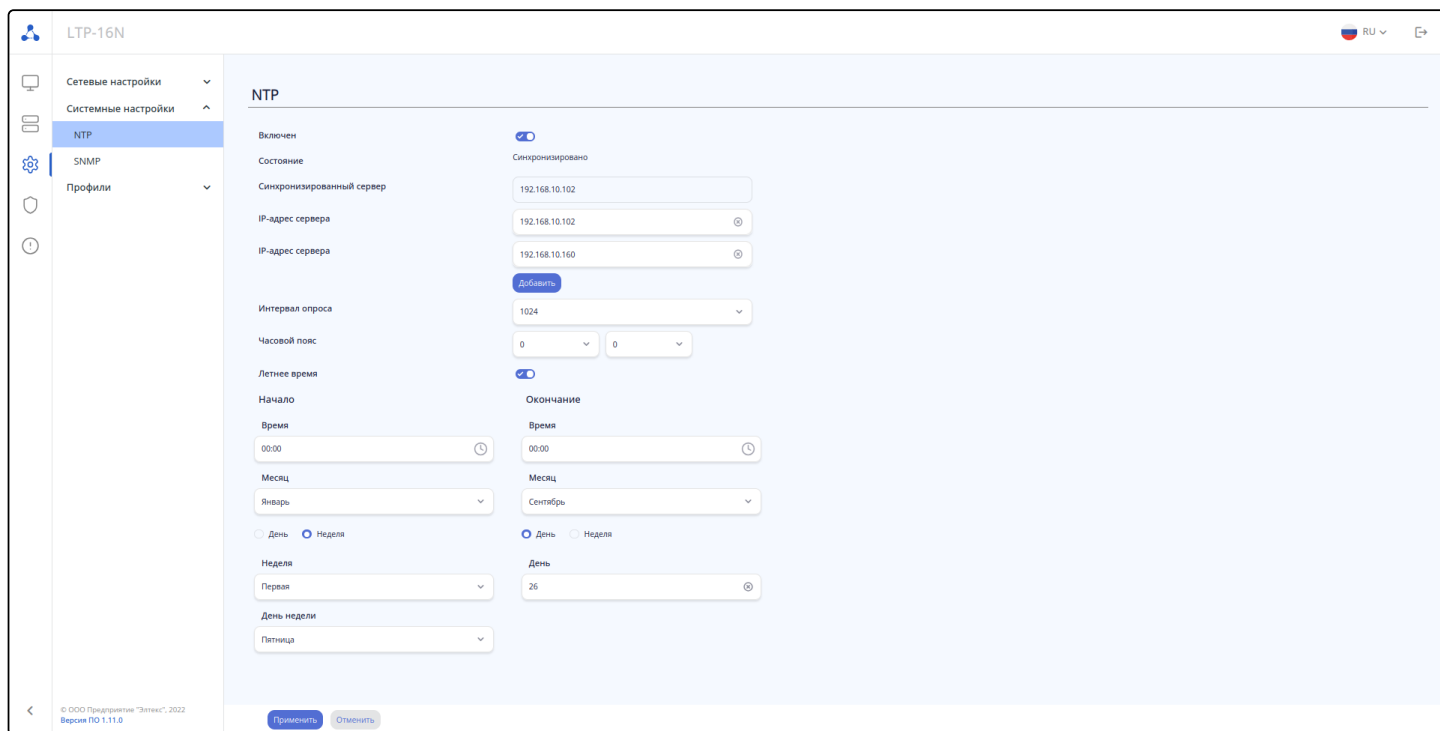 LTP-16N
RU
Сетевые настройки
Системные настройки
NTP
SNMP
Профили
NTP
Включен
Состояние
Синхронизировано
Синхронизированный сервер
192.168.10.102
IP-адрес сервера
192.168.10.102
IP-адрес сервера
192.168.10.160
Добавить
Интервал опроса
1024
Часовой пояс
0 0
Летнее время
Начало Окончание
Время Время
00:00 00:00
Месяц Месяц
Январь Сентябрь
День Неделя День Неделя
Неделя День
Первая 26
День недели
Пятница
© ООО Предприятие "Элтекс", 2022
Версия ПО 1.11.0
Применить Отменить